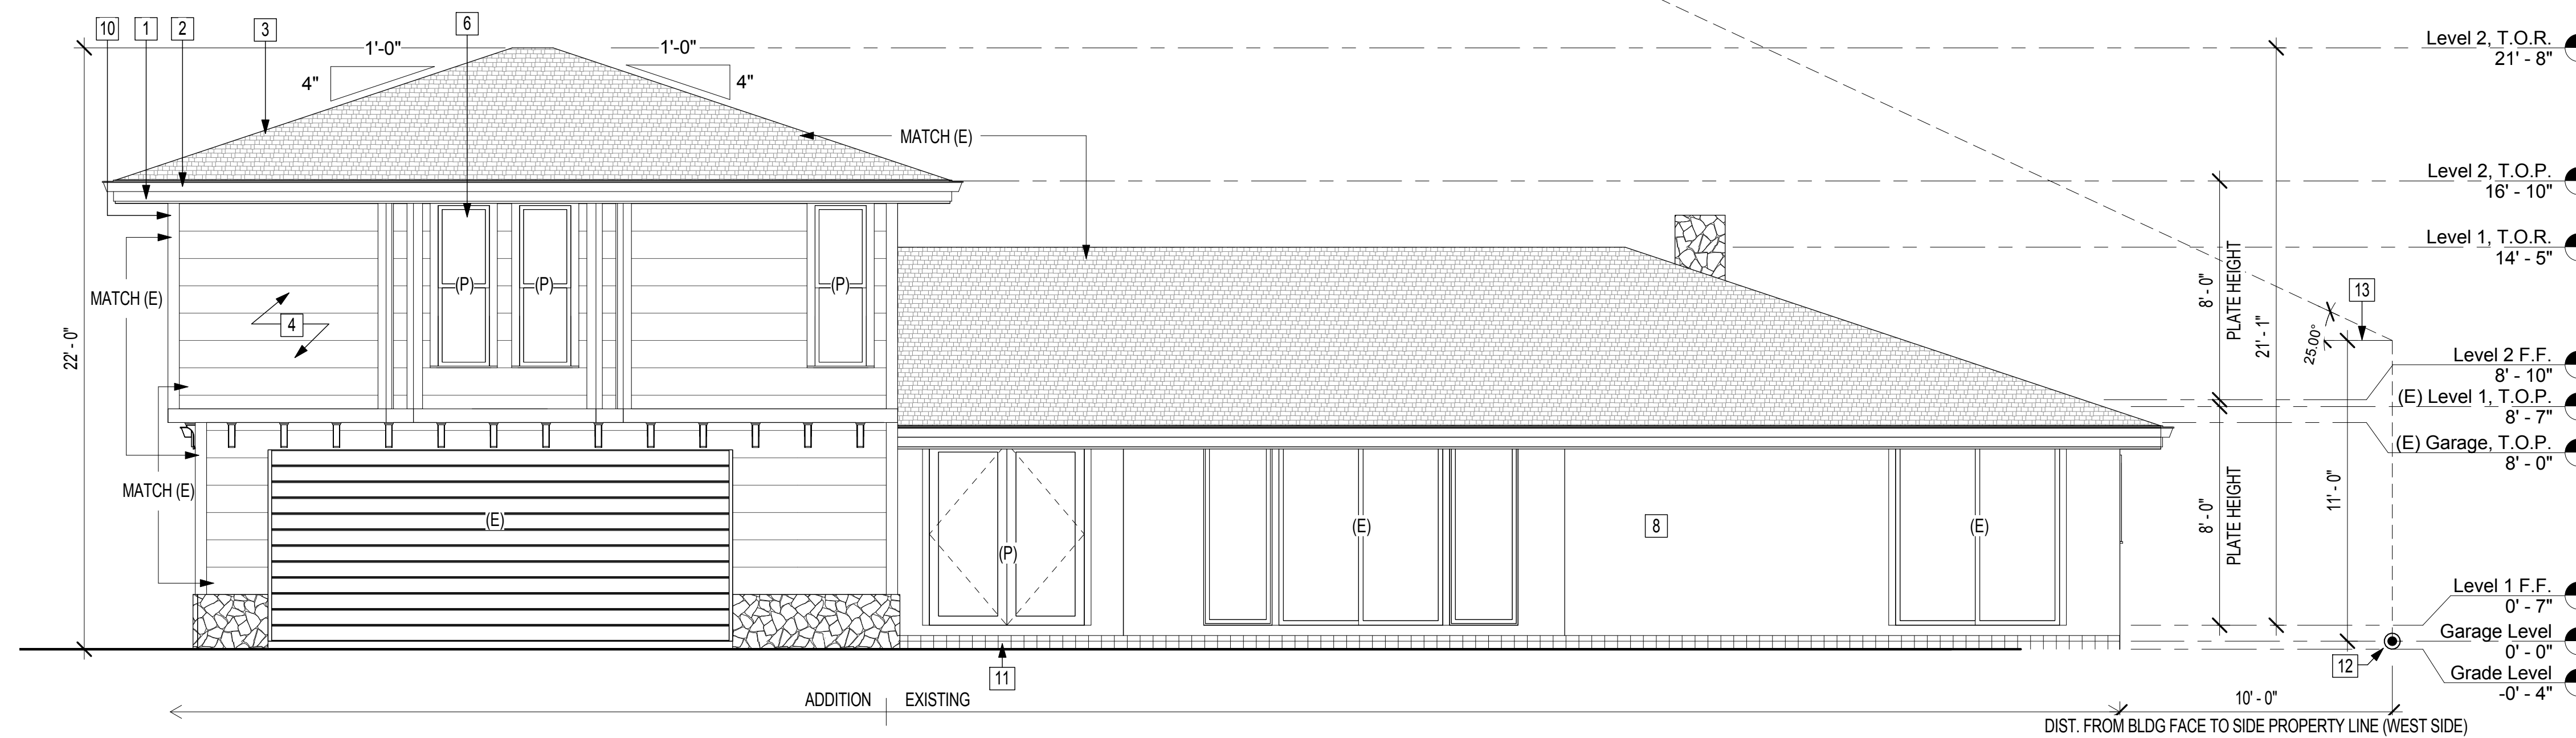 10
1
2
3
6
1'-0"
1'-0"
4"
4"
Level 2, T.O.R.
21' - 8"
MATCH (E)
Level 2, T.O.P.
16' - 10"
Level 1, T.O.R.
14' - 5"
8' - 0"
PLATE HEIGHT
21' - 1"
13
25.00°
(P)
(P)
(P)
MATCH (E)
4
22' - 0"
Level 2 F.F.
8' - 10"
(E) Level 1, T.O.P.
8' - 7"
(E) Garage, T.O.P.
8' - 0"
MATCH (E)
(E)
(P)
(E)
8
(E)
8' - 0"
PLATE HEIGHT
11' - 0"
Level 1 F.F.
0' - 7"
Garage Level
0' - 0"
Grade Level
-0' - 4"
11
12
ADDITION
EXISTING
10' - 0"
DIST. FROM BLDG FACE TO SIDE PROPERTY LINE (WEST SIDE)